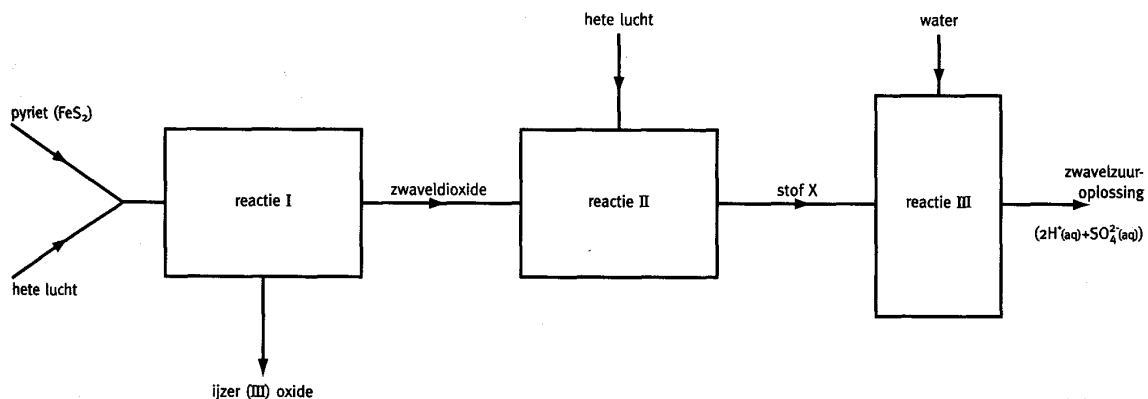 hete lucht
water
pyriet (FeS₂)
zwavelzuur-
oplossing
reactie I
zwaveldioxide
reactie II
stof X
reactie III
(2H⁺(aq)+SO₄²⁻(aq))
hete lucht
ijzer (III) oxide